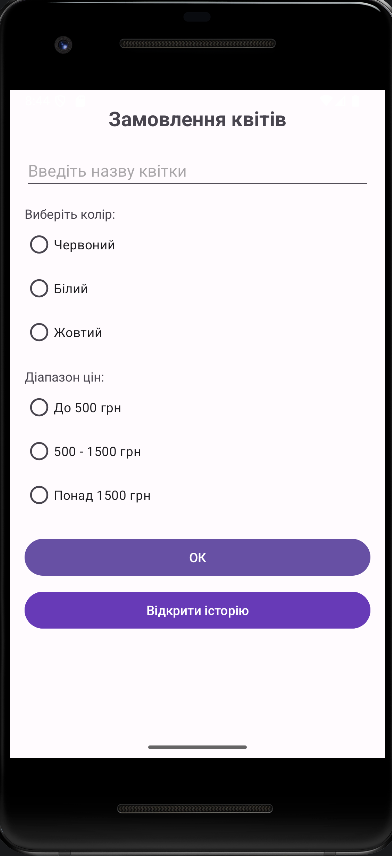 Замовлення квітів
Введіть назву квітки
Виберіть колір:
Червоний
Білий
Жовтий
Діапазон цін:
До 500 грн
500 - 1500 грн
Понад 1500 грн
ОК
Відкрити історію